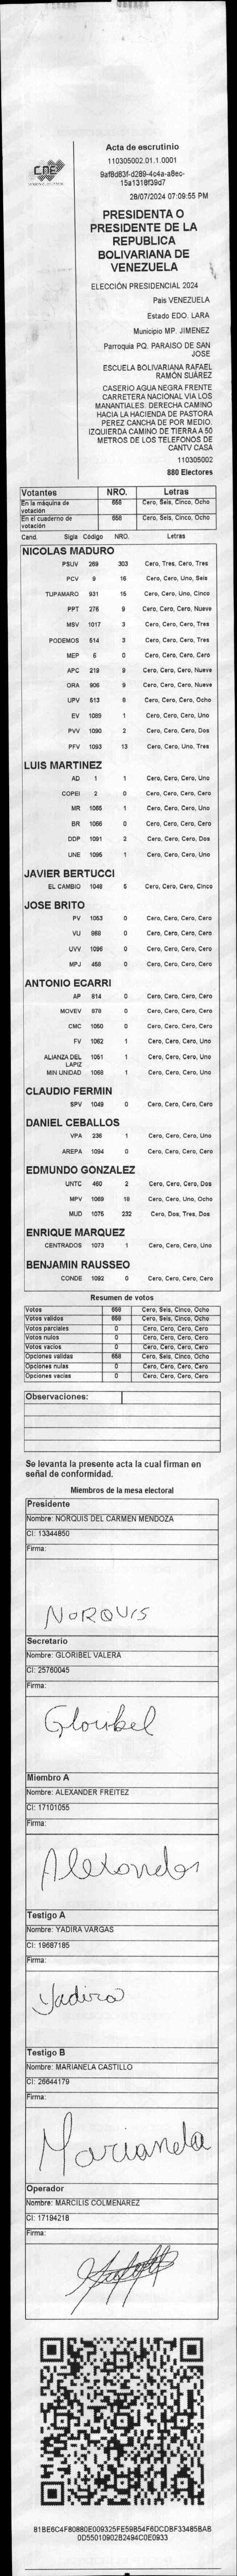 CNE
Acta de escrutinio
110305002.01.1.0001
9af8d83f-d289-4c4a-a8ec-
15a1318f39d7
28/07/2024 07:09:55 PM
PRESIDENTA O
PRESIDENTE DE LA
REPUBLICA
BOLIVARIANA DE
VENEZUELA
ELECCIÓN PRESIDENCIAL 2024
Pais VENEZUELA
Estado EDO. LARA
Municipio MP. JIMENEZ
Parroquia PQ. PARAISO DE SAN
JOSE
ESCUELA BOLIVARIANA RAFAEL
RAMÓN SUÁREZ
CASERIO AGUA NEGRA FRENTE
CARRETERA NACIONAL VIA LOS
MANANTIALES. DERECHA CAMINO
HACIA LA HACIENDA DE PASTORA
PEREZ CANCHA DE POR MEDIO.
IZQUIERDA CAMINO DE TIERRA A 50
METROS DE LOS TELEFONOS DE
CANTV CASA
110305002
880 Electores
Votantes NRO. Letras
En la máquina de votación 658 Cero, Seis, Cinco, Ocho
En el cuaderno de votación 658 Cero, Seis, Cinco, Ocho
Cand. Sigla Código NRO. Letras
NICOLAS MADURO
PSUV 269 303 Cero, Tres, Cero, Tres
PCV 9 16 Cero, Cero, Uno, Seis
TUPAMARO 931 15 Cero, Cero, Uno, Cinco
PPT 276 9 Cero, Cero, Cero, Nueve
MSV 1017 3 Cero, Cero, Cero, Tres
PODEMOS 514 3 Cero, Cero, Cero, Tres
MEP 6 0 Cero, Cero, Cero, Cero
APC 219 9 Cero, Cero, Cero, Nueve
ORA 906 9 Cero, Cero, Cero, Nueve
UPV 613 8 Cero, Cero, Cero, Ocho
EV 1089 1 Cero, Cero, Cero, Uno
PVV 1090 2 Cero, Cero, Cero, Dos
PFV 1093 13 Cero, Cero, Uno, Tres
LUIS MARTINEZ
AD 1 1 Cero, Cero, Cero, Uno
COPEI 2 0 Cero, Cero, Cero, Cero
MR 1065 1 Cero, Cero, Cero, Uno
BR 1066 0 Cero, Cero, Cero, Cero
DDP 1091 2 Cero, Cero, Cero, Dos
UNE 1095 1 Cero, Cero, Cero, Uno
JAVIER BERTUCCI
EL CAMBIO 1048 5 Cero, Cero, Cero, Cinco
JOSE BRITO
PV 1053 0 Cero, Cero, Cero, Cero
VU 868 0 Cero, Cero, Cero, Cero
UVV 1096 0 Cero, Cero, Cero, Cero
MPJ 458 0 Cero, Cero, Cero, Cero
ANTONIO ECARRI
AP 814 0 Cero, Cero, Cero, Cero
MOVEV 879 0 Cero, Cero, Cero, Cero
CMC 1050 0 Cero, Cero, Cero, Cero
FV 1062 1 Cero, Cero, Cero, Uno
ALIANZA DEL LAPIZ 1051 1 Cero, Cero, Cero, Uno
MIN UNIDAD 1068 1 Cero, Cero, Cero, Uno
CLAUDIO FERMIN
SPV 1049 0 Cero, Cero, Cero, Cero
DANIEL CEBALLOS
VPA 236 1 Cero, Cero, Cero, Uno
AREPA 1094 0 Cero, Cero, Cero, Cero
EDMUNDO GONZALEZ
UNTC 460 2 Cero, Cero, Cero, Dos
MPV 1069 18 Cero, Cero, Uno, Ocho
MUD 1075 232 Cero, Dos, Tres, Dos
ENRIQUE MARQUEZ
CENTRADOS 1073 1 Cero, Cero, Cero, Uno
BENJAMIN RAUSSEO
CONDE 1092 0 Cero, Cero, Cero, Cero
Resumen de votos
Votos 658 Cero, Seis, Cinco, Ocho
Votos validos 658 Cero, Seis, Cinco, Ocho
Votos parciales 0 Cero, Cero, Cero, Cero
Votos nulos 0 Cero, Cero, Cero, Cero
Votos vacios 0 Cero, Cero, Cero, Cero
Opciones validas 658 Cero, Seis, Cinco, Ocho
Opciones nulas 0 Cero, Cero, Cero, Cero
Opciones vacias 0 Cero, Cero, Cero, Cero
Observaciones:
Se levanta la presente acta la cual firman en
señal de conformidad.
Miembros de la mesa electoral
Presidente
Nombre: NORQUIS DEL CARMEN MENDOZA
CI: 13344850
Firma:
NORQUIS
Secretario
Nombre: GLORIBEL VALERA
CI: 25760045
Firma:
Gloribel
Miembro A
Nombre: ALEXANDER FREITEZ
CI: 17101055
Firma:
Alexander
Testigo A
Nombre: YADIRA VARGAS
CI: 19687185
Firma:
Yadira
Testigo B
Nombre: MARIANELA CASTILLO
CI: 26644179
Firma:
Marianela
Operador
Nombre: MARCILIS COLMENAREZ
CI: 17194218
Firma:
81BE6C4F80880E009325FE59B54F6DCDBF33485BAB
0D55010902B2494C0E0933